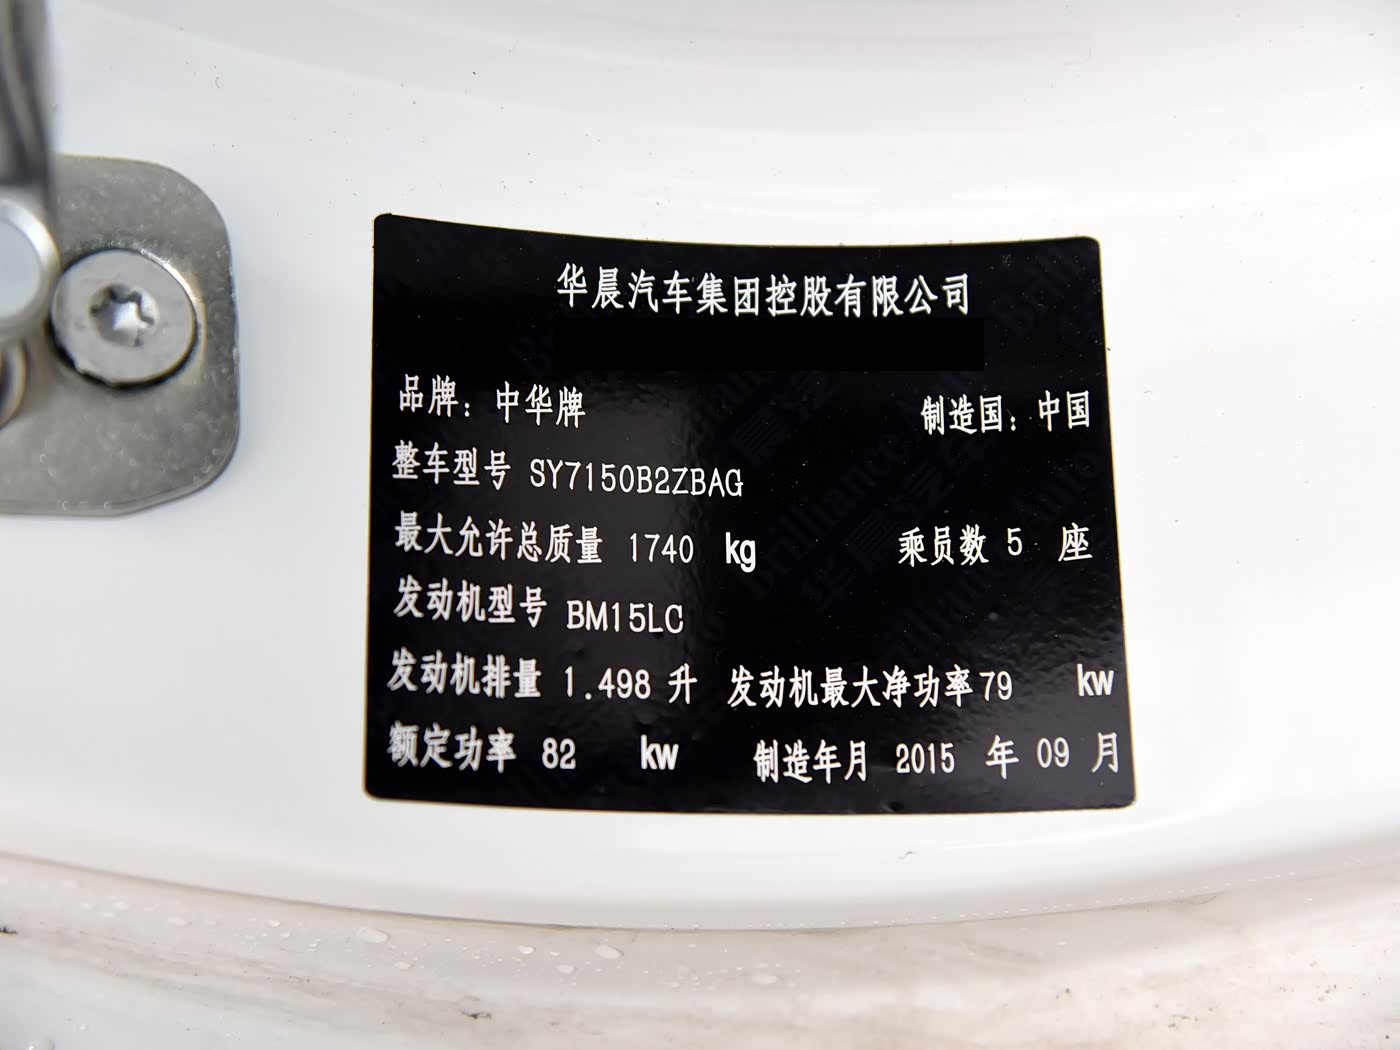 华晨汽车集团控股有限公司
品牌：中华牌 制造国：中国
整车型号 SY7150B2ZBAG
最大允许总质量 1740 kg 乘员数 5 座
发动机型号 BM15LC
发动机排量 1.498 升 发动机最大净功率79 kw
额定功率 82 kw 制造年月 2015 年 09 月